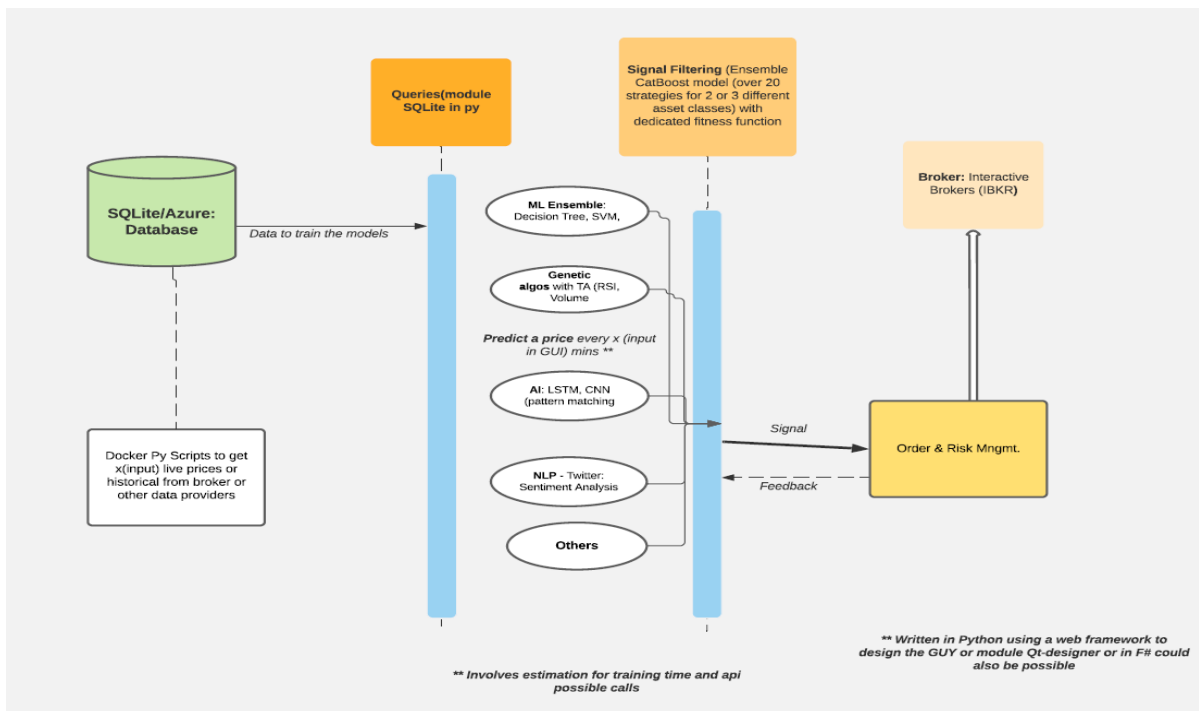 Queries(module
SQLite in py
Signal Filtering (Ensemble
CatBoost model (over 20
strategies for 2 or 3 different
asset classes) with
dedicated fitness function
Broker: Interactive
Brokers (IBKR)
SQLite/Azure:
Database
Data to train the models
ML Ensemble:
Decision Tree, SVM,
Genetic
algos with TA (RSI,
Volume
Predict a price every x (input
in GUI) mins **
AI: LSTM, CNN
(pattern matching
NLP - Twitter:
Sentiment Analysis
Others
Signal
Feedback
Order & Risk Mngmt.
Docker Py Scripts to get
x(input) live prices or
historical from broker or
other data providers
** Written in Python using a web framework to
design the GUY or module Qt-designer or in F# could
also be possible
** Involves estimation for training time and api
possible calls